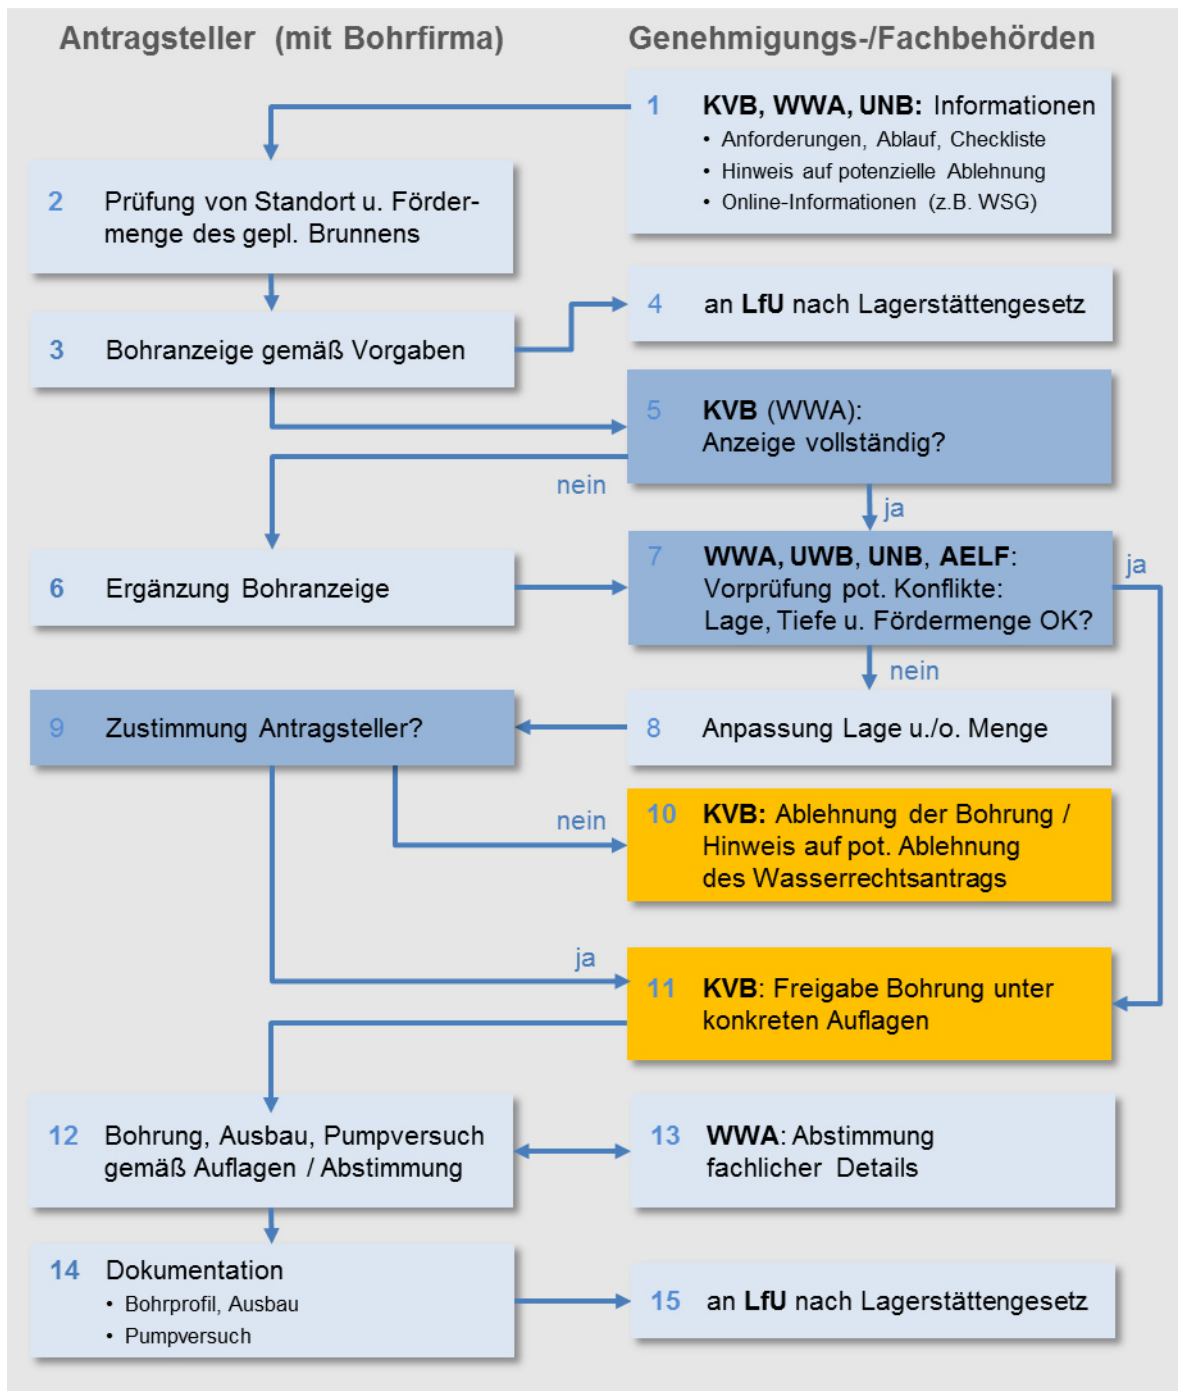 Antragsteller (mit Bohrfirma)
Genehmigungs-/Fachbehörden
1 KVB, WWA, UNB: Informationen
• Anforderungen, Ablauf, Checkliste
• Hinweis auf potenzielle Ablehnung
• Online-Informationen (z.B. WSG)
2 Prüfung von Standort u. Förder-
menge des gepl. Brunnens
3 Bohranzeige gemäß Vorgaben
4 an LfU nach Lagerstättengesetz
5 KVB (WWA):
Anzeige vollständig?
nein
ja
6 Ergänzung Bohranzeige
7 WWA, UWB, UNB, AELF:
Vorprüfung pot. Konflikte:
Lage, Tiefe u. Fördermenge OK?
ja
nein
8 Anpassung Lage u./o. Menge
9 Zustimmung Antragsteller?
nein
10 KVB: Ablehnung der Bohrung /
Hinweis auf pot. Ablehnung
des Wasserrechtsantrags
ja
11 KVB: Freigabe Bohrung unter
konkreten Auflagen
12 Bohrung, Ausbau, Pumpversuch
gemäß Auflagen / Abstimmung
13 WWA: Abstimmung
fachlicher Details
14 Dokumentation
• Bohrprofil, Ausbau
• Pumpversuch
15 an LfU nach Lagerstättengesetz